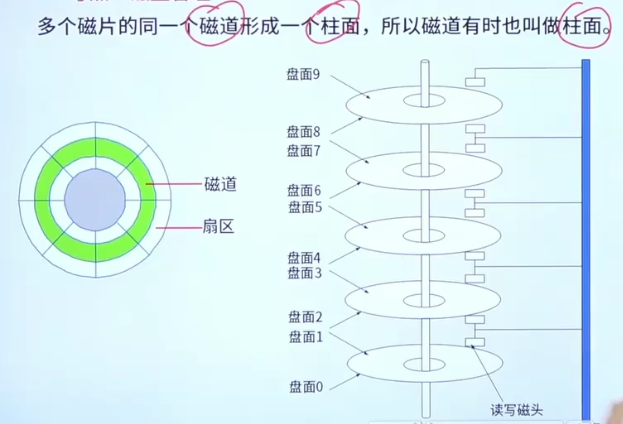 多个磁片的同一个磁道形成一个柱面，所以磁道有时也叫做柱面。
磁道
扇区
盘面9
盘面8
盘面7
盘面6
盘面5
盘面4
盘面3
盘面2
盘面1
盘面0
读写磁头